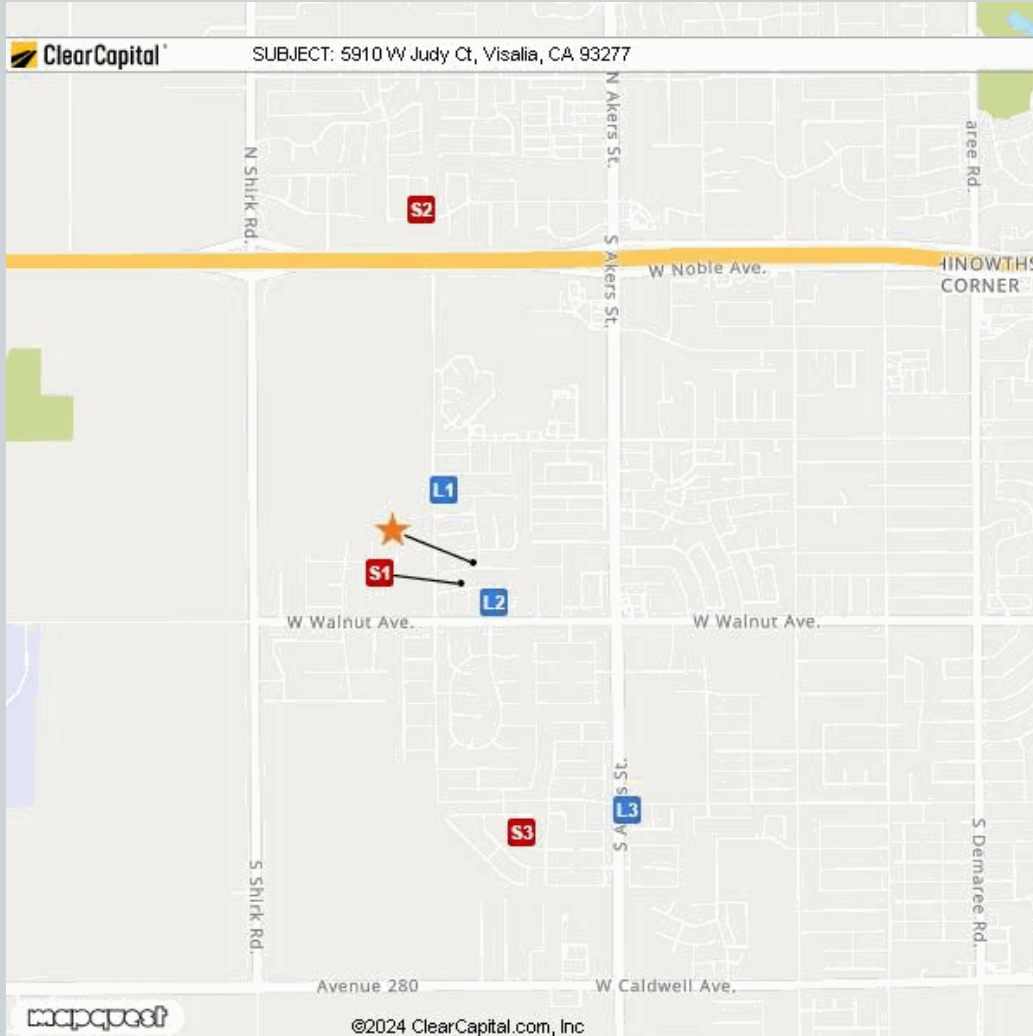 ClearCapital
SUBJECT: 5910 W Judy Ct, Visalia, CA 93277
N Akers St.
aree Rd.
N Shirk Rd.
S2
S Akers St.
W Noble Ave.
HINOWTHS
CORNER
L1
S1
L2
W Walnut Ave.
W Walnut Ave.
L3
S3
S Demaree Rd.
S Shirk Rd.
Avenue 280
W Caldwell Ave.
mapquest
©2024 ClearCapital.com, Inc